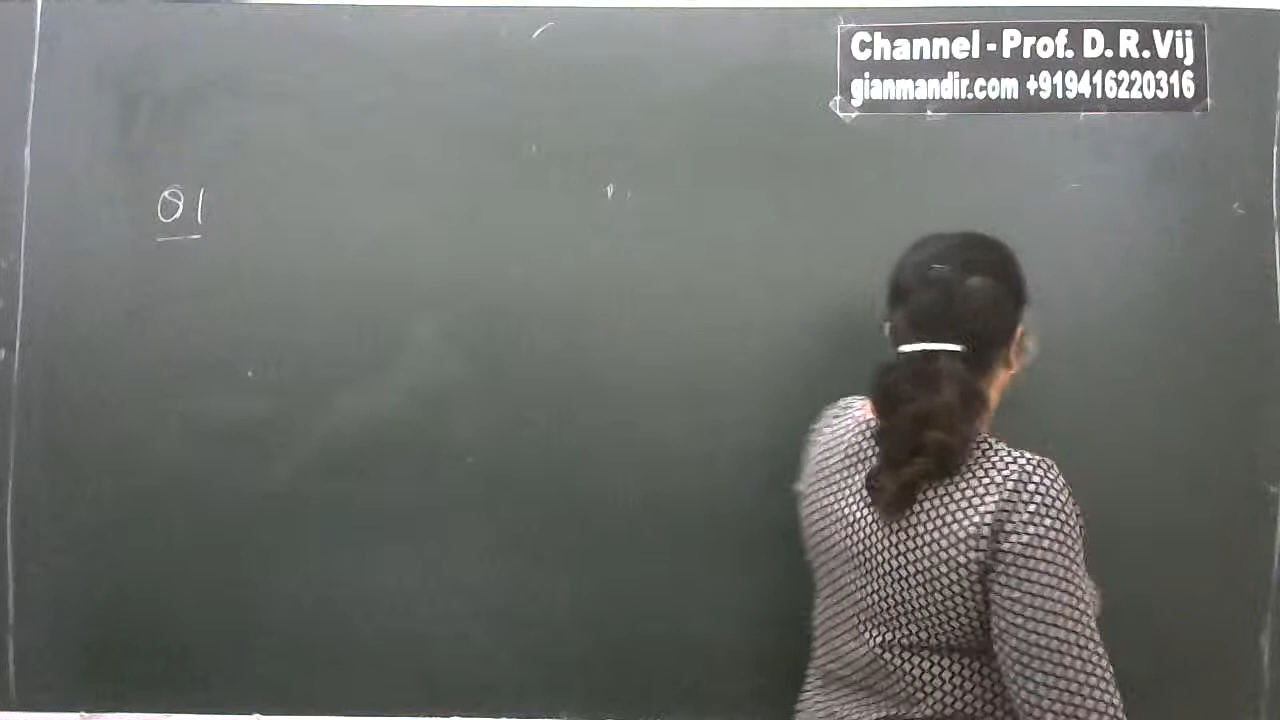 Channel - Prof. D. R. Vij
gianmandir.com +919416220316
Q1